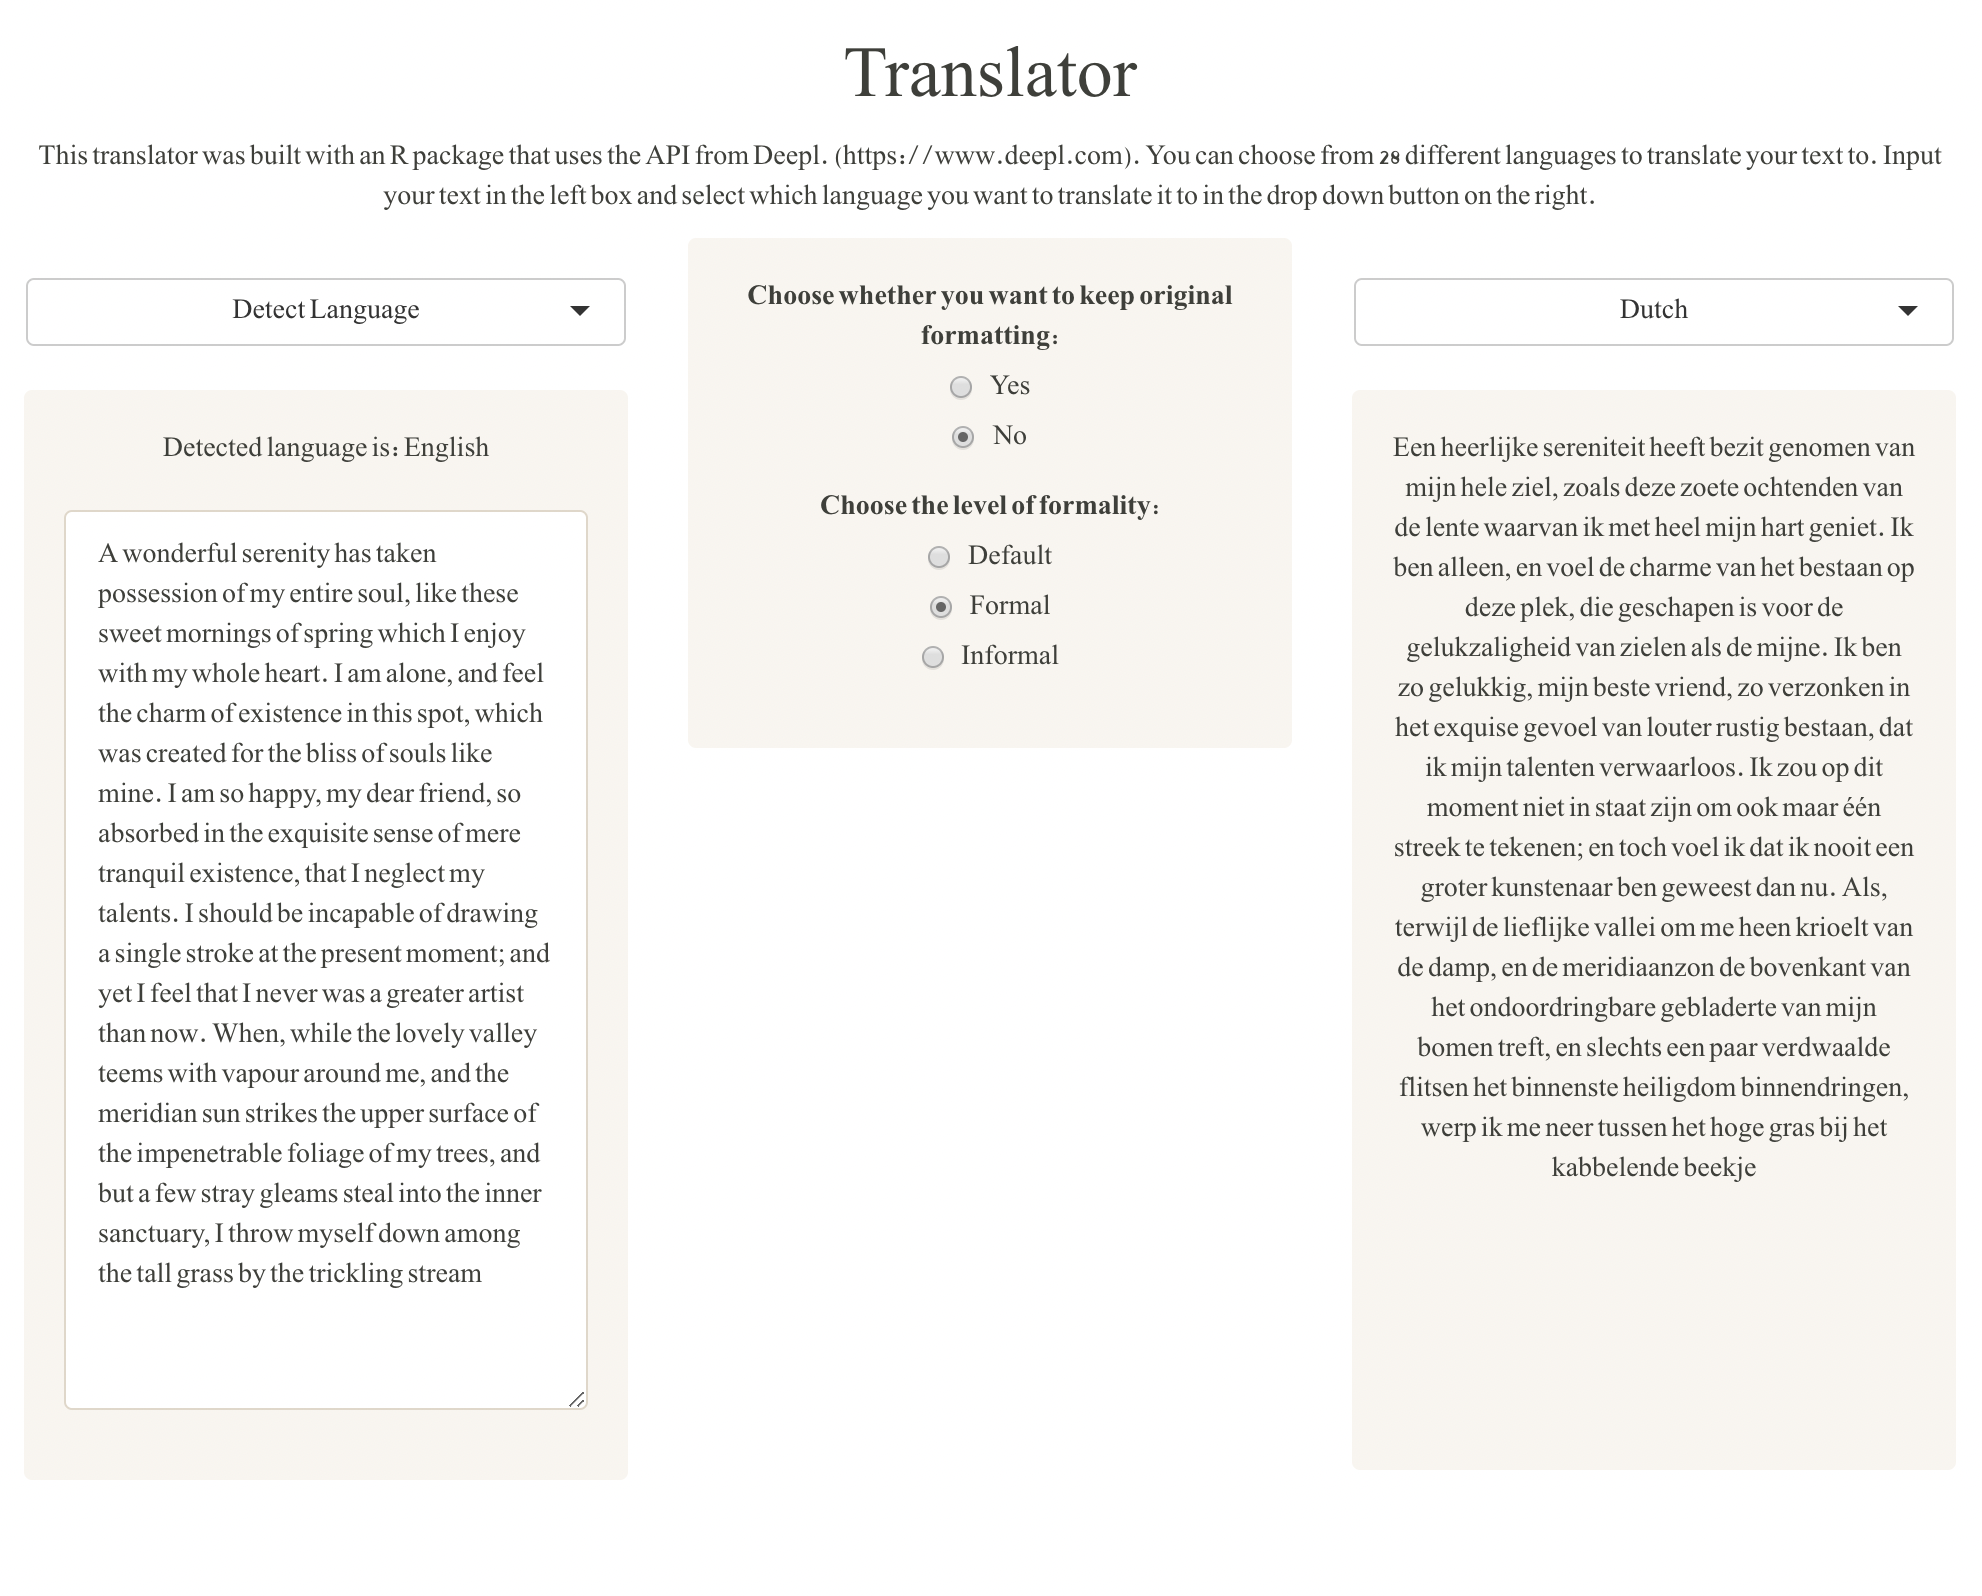 Translator
This translator was built with an R package that uses the API from Deepl. (https://www.deepl.com). You can choose from 28 different languages to translate your text to. Input
your text in the left box and select which language you want to translate it to in the drop down button on the right.
Detect Language
Detected language is: English
A wonderful serenity has taken
possession of my entire soul, like these
sweet mornings of spring which I enjoy
with my whole heart. I am alone, and feel
the charm of existence in this spot, which
was created for the bliss of souls like
mine. I am so happy, my dear friend, so
absorbed in the exquisite sense of mere
tranquil existence, that I neglect my
talents. I should be incapable of drawing
a single stroke at the present moment; and
yet I feel that I never was a greater artist
than now. When, while the lovely valley
teems with vapour around me, and the
meridian sun strikes the upper surface of
the impenetrable foliage of my trees, and
but a few stray gleams steal into the inner
sanctuary, I throw myself down among
the tall grass by the trickling stream
Choose whether you want to keep original
formatting:
Yes
No
Choose the level of formality:
Default
Formal
Informal
Dutch
Een heerlijke sereniteit heeft bezit genomen van
mijn hele ziel, zoals deze zoete ochtenden van
de lente waarvan ik met heel mijn hart geniet. Ik
ben alleen, en voel de charme van het bestaan op
deze plek, die geschapen is voor de
gelukzaligheid van zielen als de mijne. Ik ben
zo gelukkig, mijn beste vriend, zo verzonken in
het exquise gevoel van louter rustig bestaan, dat
ik mijn talenten verwaarloos. Ik zou op dit
moment niet in staat zijn om ook maar één
streek te tekenen; en toch voel ik dat ik nooit een
groter kunstenaar ben geweest dan nu. Als,
terwijl de lieflijke vallei om me heen krioelt van
de damp, en de meridiaanzon de bovenkant van
het ondoordringbare gebladerte van mijn
bomen treft, en slechts een paar verdwaalde
flitsen het binnenste heiligdom binnendringen,
werp ik me neer tussen het hoge gras bij het
kabbelende beekje